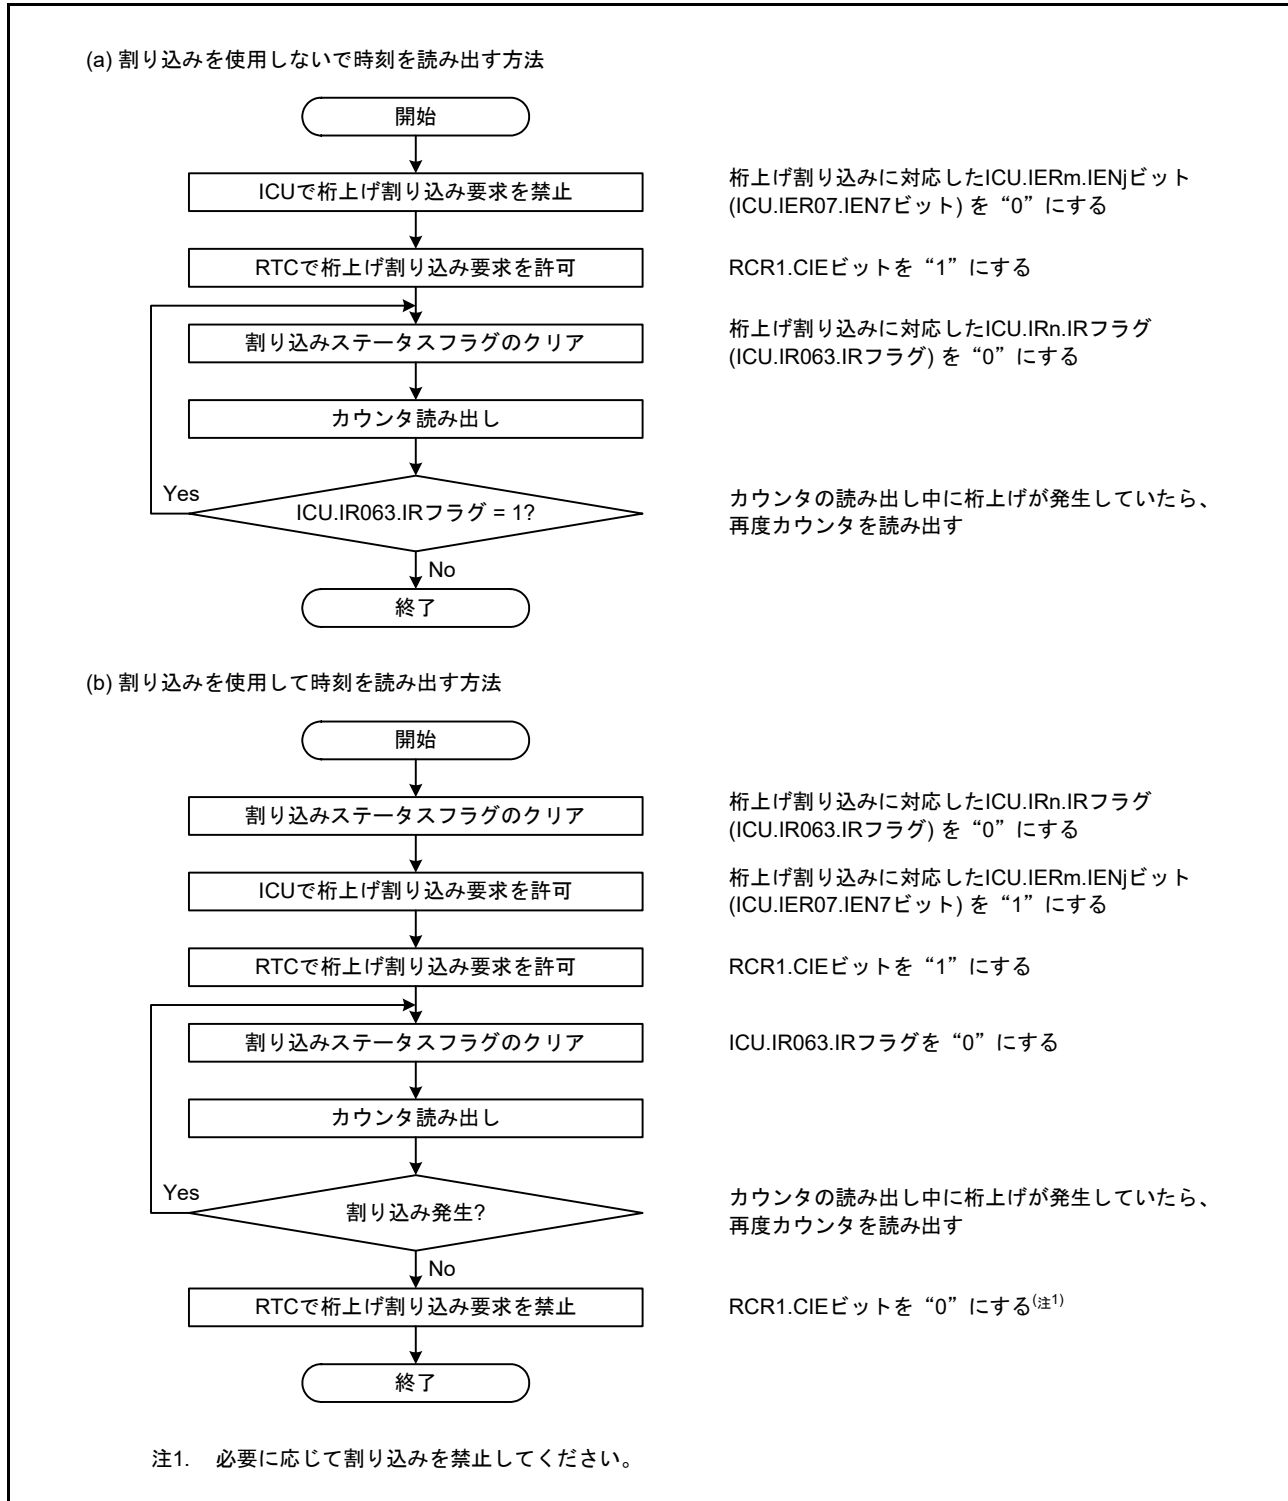 (a) 割り込みを使用しないで時刻を読み出す方法
開始
ICUで桁上げ割り込み要求を禁止
桁上げ割り込みに対応したICU.IERm.IENjビット
(ICU.IER07.IEN7ビット) を“0”にする
RTCで桁上げ割り込み要求を許可
RCR1.CIEビットを“1”にする
割り込みステータスフラグのクリア
桁上げ割り込みに対応したICU.IRn.IRフラグ
(ICU.IR063.IRフラグ) を“0”にする
カウンタ読み出し
Yes
ICU.IR063.IRフラグ = 1?
カウンタの読み出し中に桁上げが発生していたら、
再度カウンタを読み出す
No
終了
(b) 割り込みを使用して時刻を読み出す方法
開始
割り込みステータスフラグのクリア
桁上げ割り込みに対応したICU.IRn.IRフラグ
(ICU.IR063.IRフラグ) を“0”にする
ICUで桁上げ割り込み要求を許可
桁上げ割り込みに対応したICU.IERm.IENjビット
(ICU.IER07.IEN7ビット) を“1”にする
RTCで桁上げ割り込み要求を許可
RCR1.CIEビットを“1”にする
割り込みステータスフラグのクリア
ICU.IR063.IRフラグを“0”にする
カウンタ読み出し
Yes
割り込み発生?
カウンタの読み出し中に桁上げが発生していたら、
再度カウンタを読み出す
No
RTCで桁上げ割り込み要求を禁止
RCR1.CIEビットを“0”にする(注1)
終了
注1. 必要に応じて割り込みを禁止してください。